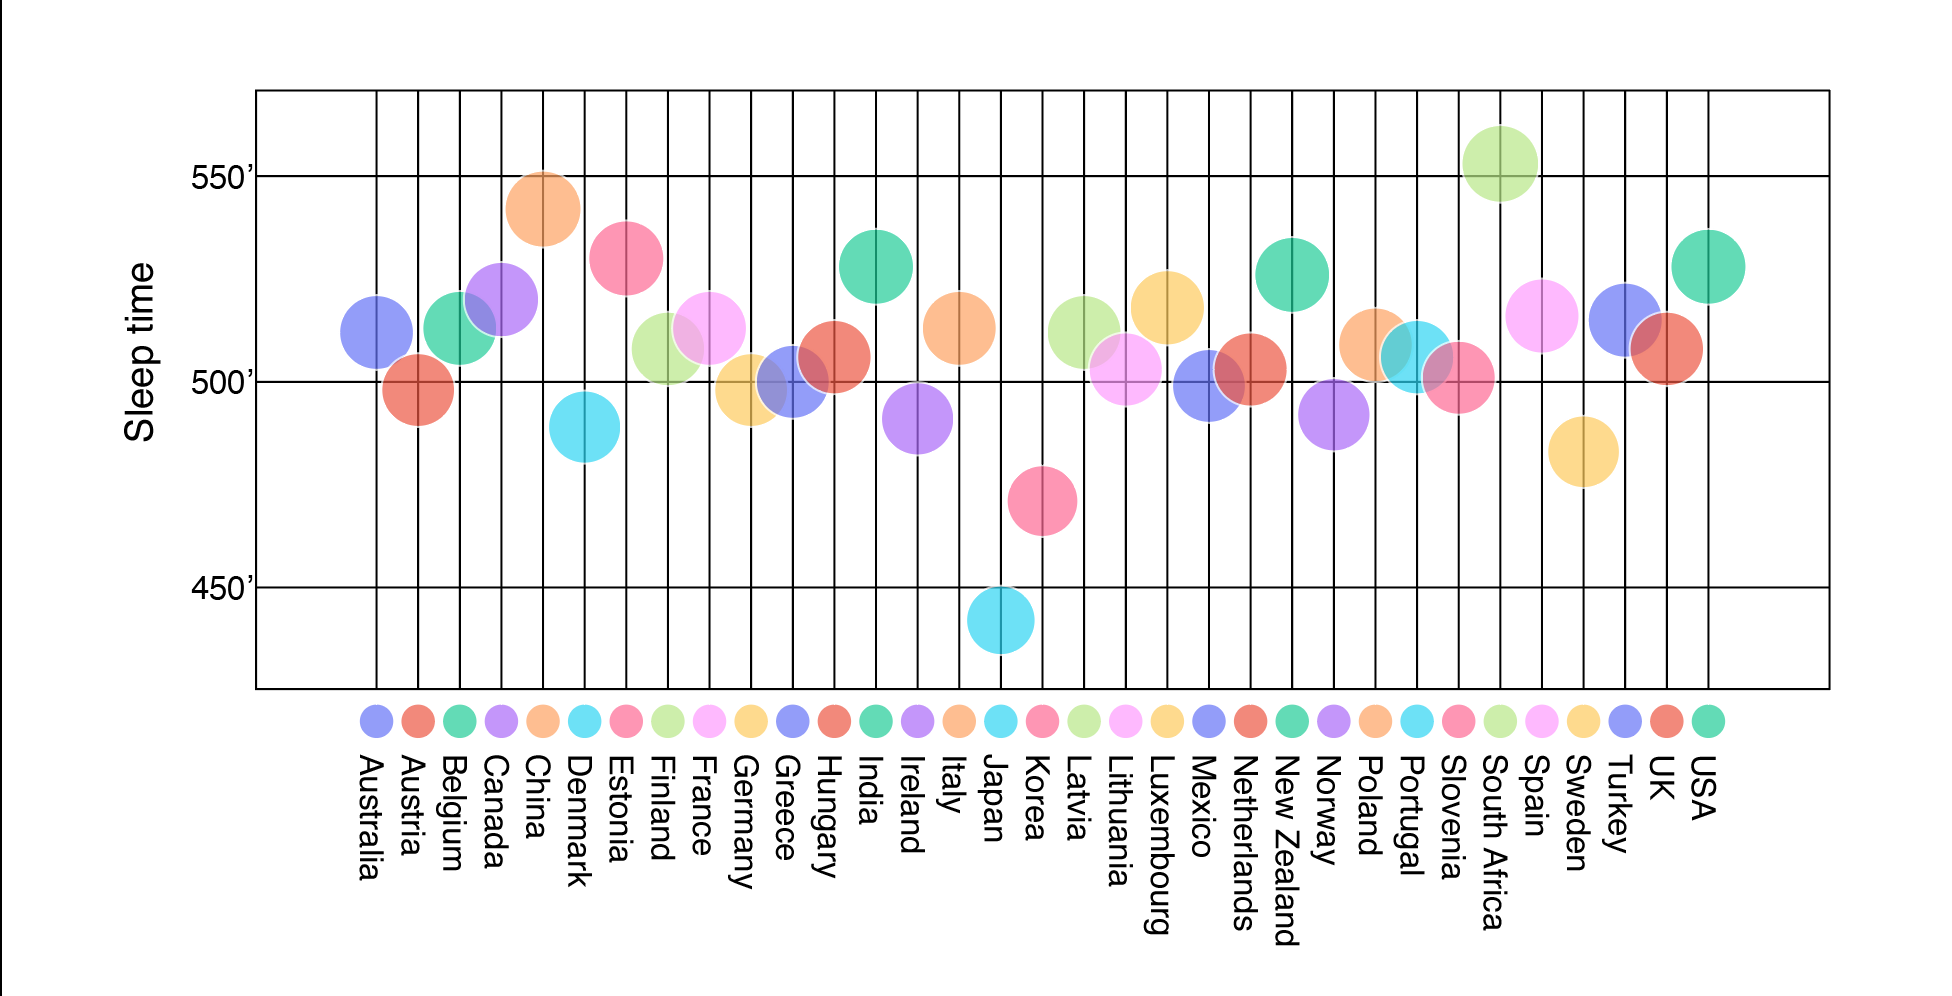 Sleep time
550’
500’
450’
Australia
Austria
Belgium
Canada
China
Denmark
Estonia
Finland
France
Germany
Greece
Hungary
India
Ireland
Italy
Japan
Korea
Latvia
Lithuania
Luxembourg
Mexico
Netherlands
New Zealand
Norway
Poland
Portugal
Slovenia
South Africa
Spain
Sweden
Turkey
UK
USA